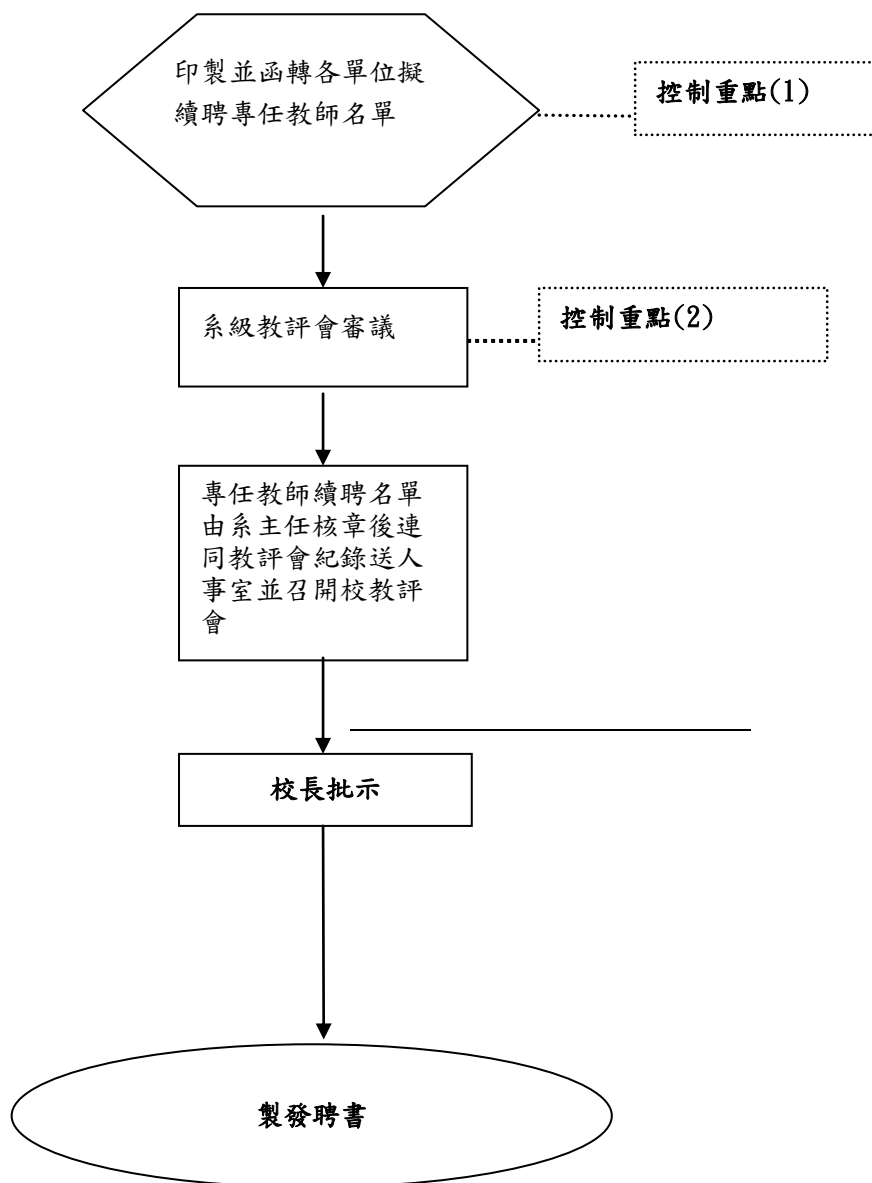 印製並函轉各單位擬
續聘專任教師名單
控制重點(1)
系級教評會審議
控制重點(2)
專任教師續聘名單
由系主任核章後連
同教評會紀錄送人
事室並召開校教評
會
校長批示
製發聘書